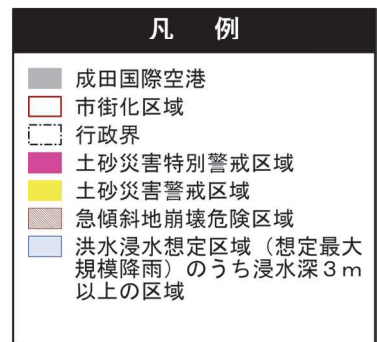 凡 例
成田国際空港
市街化区域
行政界
土砂災害特別警戒区域
土砂災害警戒区域
急傾斜地崩壊危険区域
洪水浸水想定区域（想定最大
規模降雨）のうち浸水深３ｍ
以上の区域